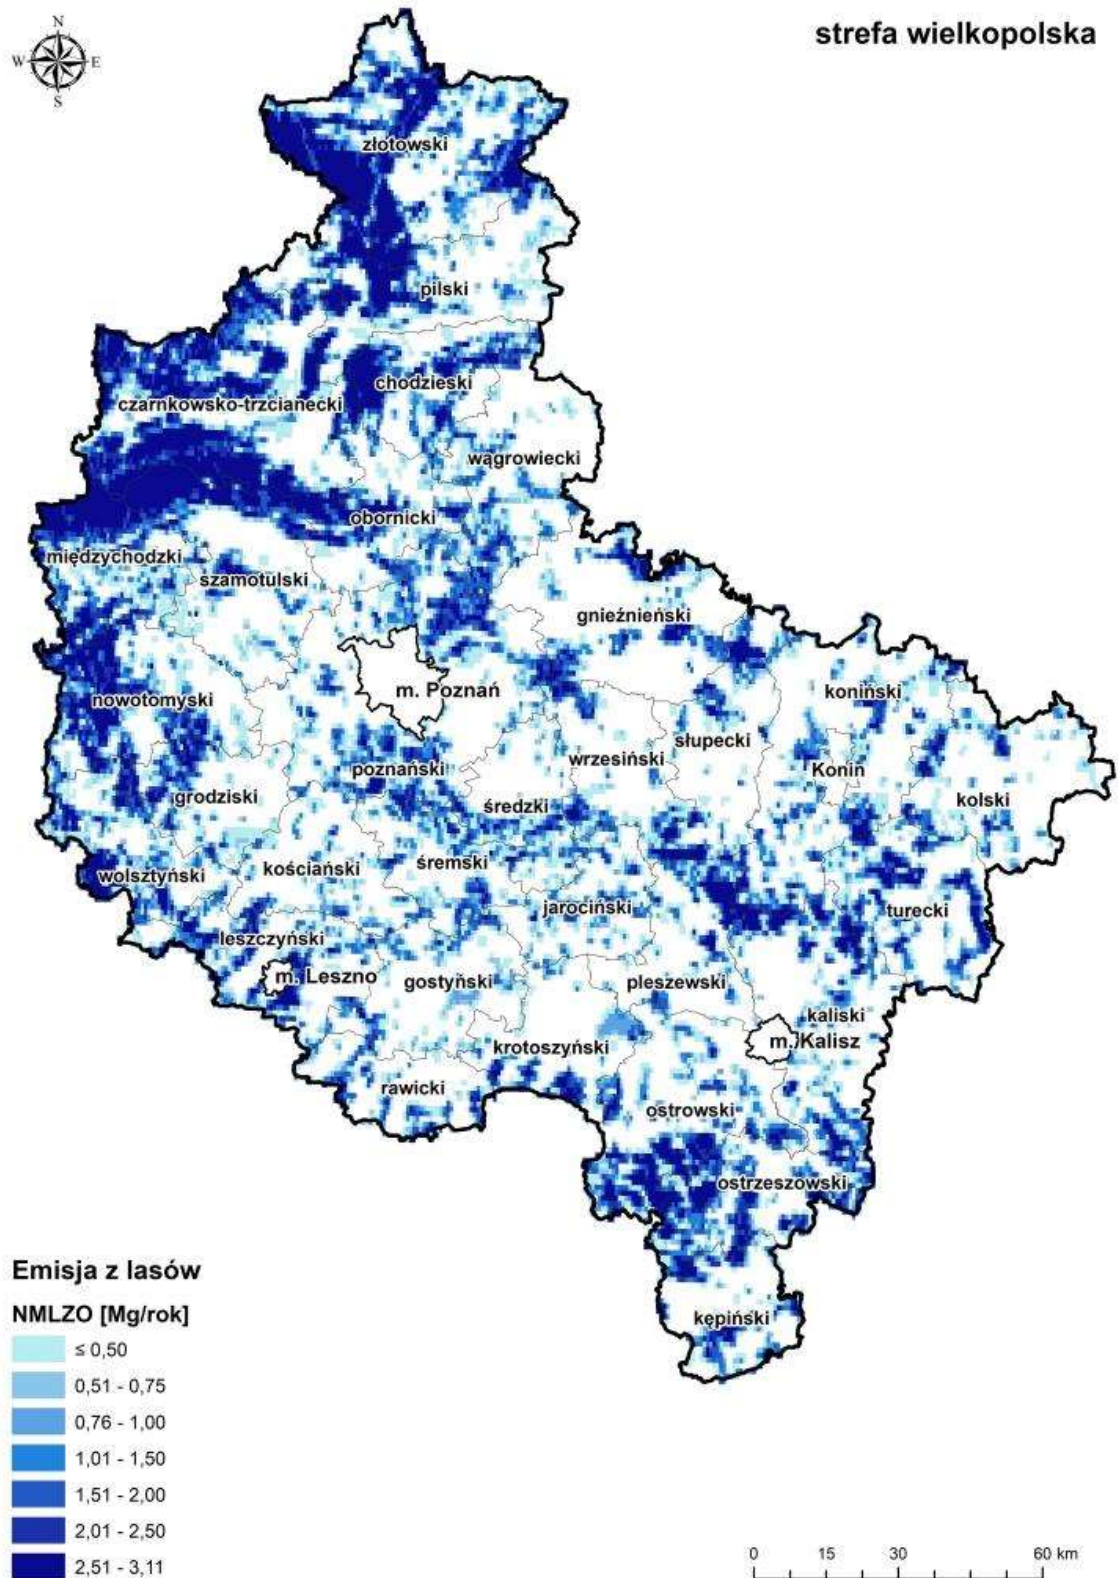 strefa wielkopolska
N
W E
S
złotowski
pilski
chodzieski
czarnkowsko-trzcianecki
wągrowiecki
obornicki
międzychodzki
szamotulski
gnieźnieński
m. Poznań
koniński
nowotomyski
słupecki
wrzesiński
poznański
Konin
grodziski
średzki
kolski
śremski
kościański
wolsztyński
jarociński
turecki
leszczyński
m. Leszno
gostyński
pleszewski
kaliski
m. Kalisz
krotoszyński
rawicki
ostrowski
ostrzeszowski
kępiński
Emisja z lasów
NMLZO [Mg/rok]
≤ 0,50
0,51 - 0,75
0,76 - 1,00
1,01 - 1,50
1,51 - 2,00
2,01 - 2,50
2,51 - 3,11
0 15 30 60 km